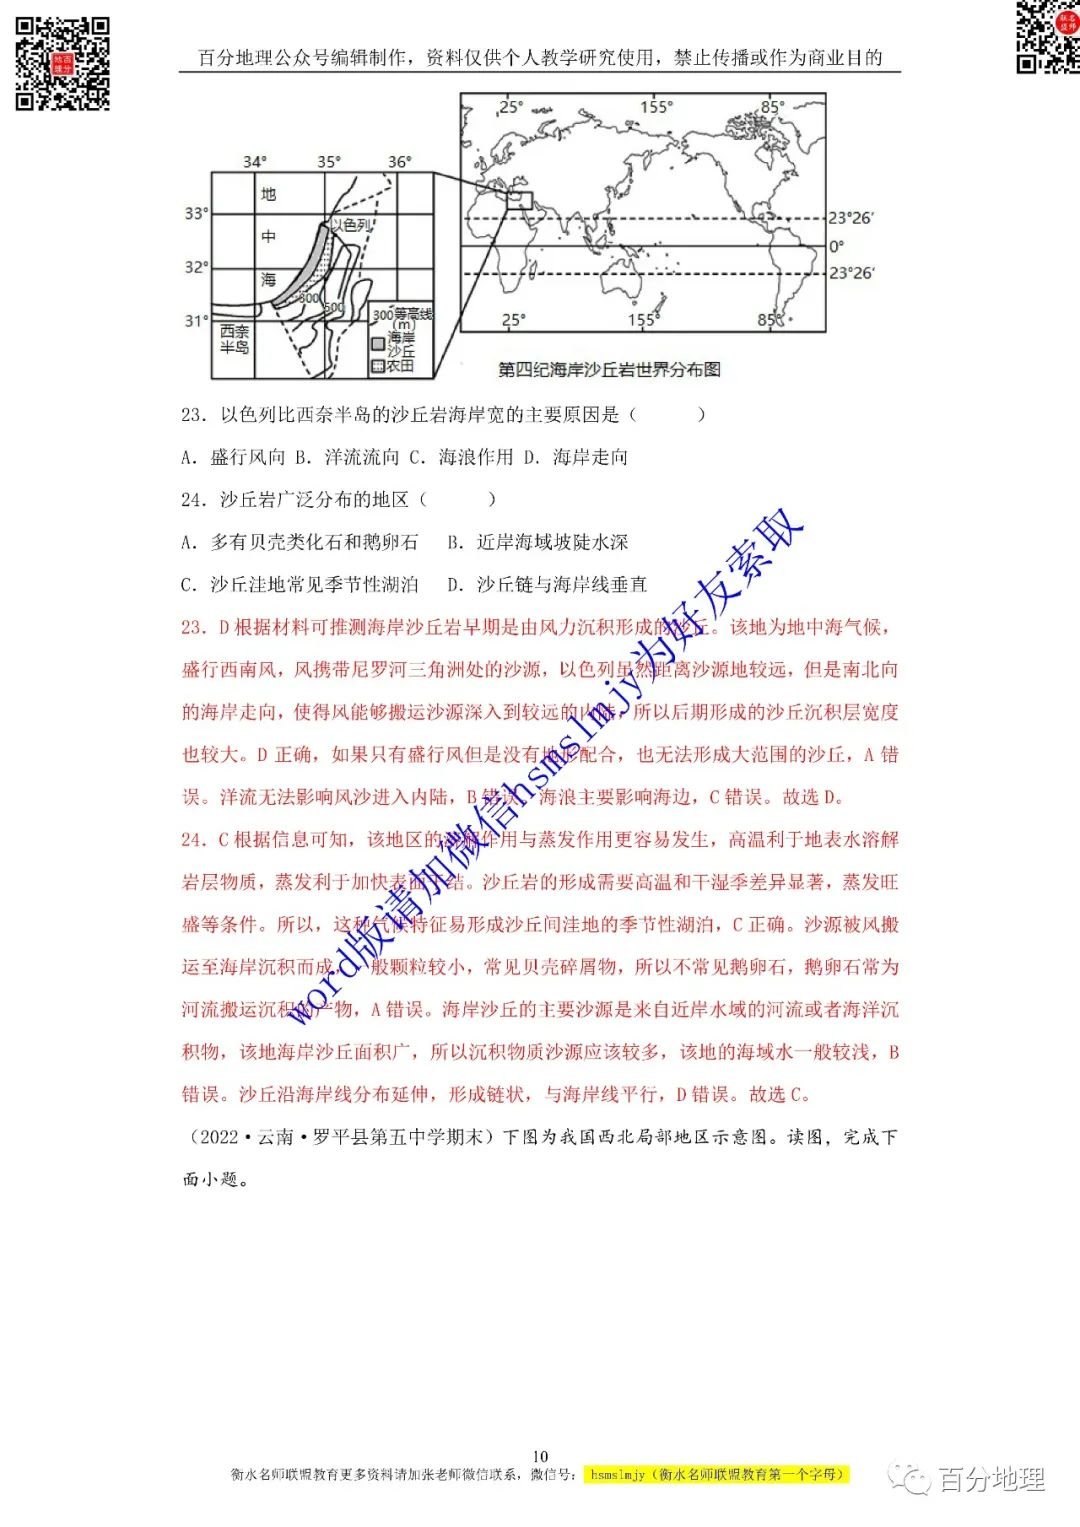 百分地理公众号编辑制作，资料仅供个人教学研究使用，禁止传播或作为商业目的
25° 155° 85°
34° 35° 36°
地
33°
以色列
23°26′
中
0°
32°
海
23°26′
300
500
300等高线
(m)
31°
25° 155° 85°
西奈
半岛
海岸
沙丘
农田
第四纪海岸沙丘岩世界分布图
23．以色列比西奈半岛的沙丘岩海岸宽的主要原因是（ ）
A．盛行风向 B．洋流流向 C．海浪作用 D．海岸走向
24．沙丘岩广泛分布的地区（ ）
A．多有贝壳类化石和鹅卵石 B．近岸海域坡陡水深
C．沙丘洼地常见季节性湖泊 D．沙丘链与海岸线垂直
23．D 根据材料可推测海岸沙丘岩早期是由风力沉积形成的沙丘。该地为地中海气候，
盛行西南风，风携带尼罗河三角洲处的沙源，以色列虽然距离沙源地较远，但是南北向
的海岸走向，使得风能够搬运沙源深入到较远的内陆，所以后期形成的沙丘沉积层宽度
也较大。D 正确，如果只有盛行风但是没有地形配合，也无法形成大范围的沙丘，A 错
误。洋流无法影响风沙进入内陆，B 错误，海浪主要影响海边，C 错误。故选 D。
24．C 根据信息可知，该地区的溶解作用与蒸发作用更容易发生，高温利于地表水溶解
岩层物质，蒸发利于加快表面干结。沙丘岩的形成需要高温和干湿季差异显著，蒸发旺
盛等条件。所以，这种气候特征易形成沙丘间洼地的季节性湖泊，C 正确。沙源被风搬
运至海岸沉积而成，一般颗粒较小，常见贝壳碎屑物，所以不常见鹅卵石，鹅卵石常为
河流搬运沉积的产物，A 错误。海岸沙丘的主要沙源是来自近岸水域的河流或者海洋沉
积物，该地海岸沙丘面积广，所以沉积物质沙源应该较多，该地的海域水一般较浅，B
错误。沙丘沿海岸线分布延伸，形成链状，与海岸线平行，D 错误。故选 C。
word版请加微信hsmslmjy为好友索取
（2022·云南·罗平县第五中学期末）下图为我国西北局部地区示意图。读图，完成下
面小题。
10
衡水名师联盟教育更多资料请加张老师微信联系，微信号： hsmslmjy（衡水名师联盟教育第一个字母）
百分地理